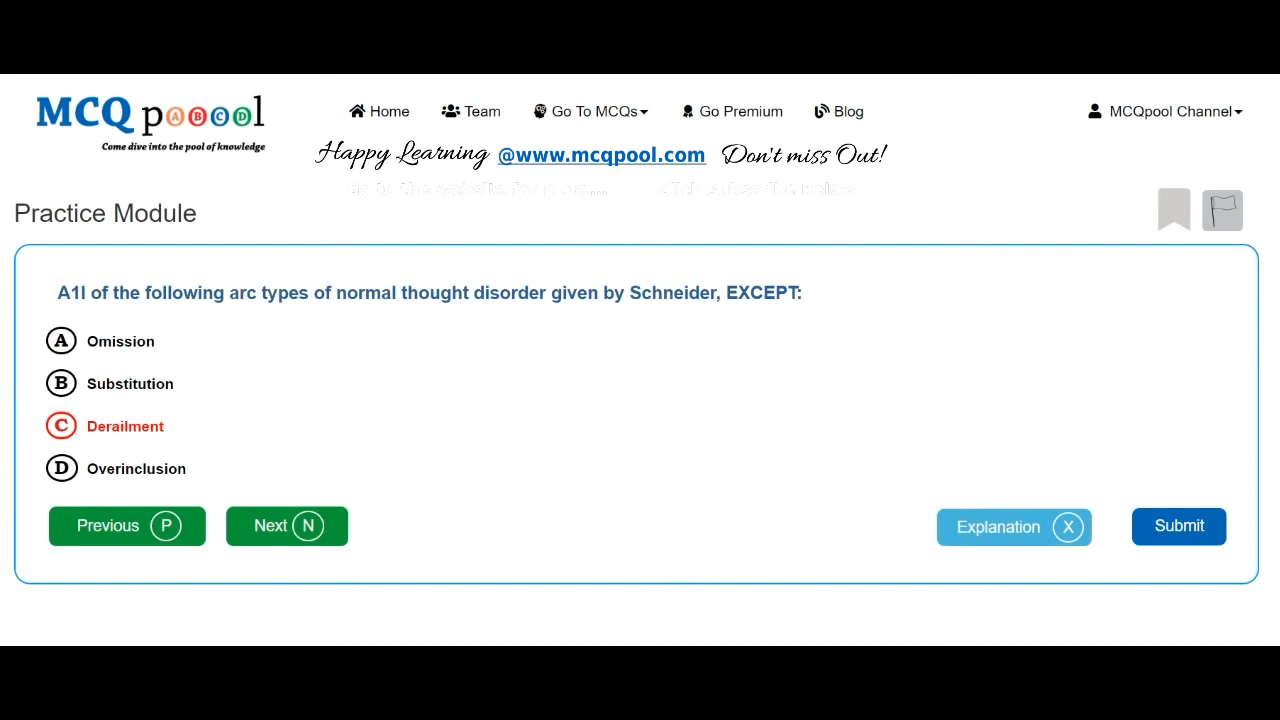 MCQ pool
A B C D
Come dive into the pool of knowledge
Home Team Go To MCQs Go Premium Blog MCQpool Channel
Happy Learning @www.mcqpool.com Don't miss Out!
Practice Module
A1I of the following arc types of normal thought disorder given by Schneider, EXCEPT:
A Omission
B Substitution
C Derailment
D Overinclusion
Previous P Next N Explanation X Submit